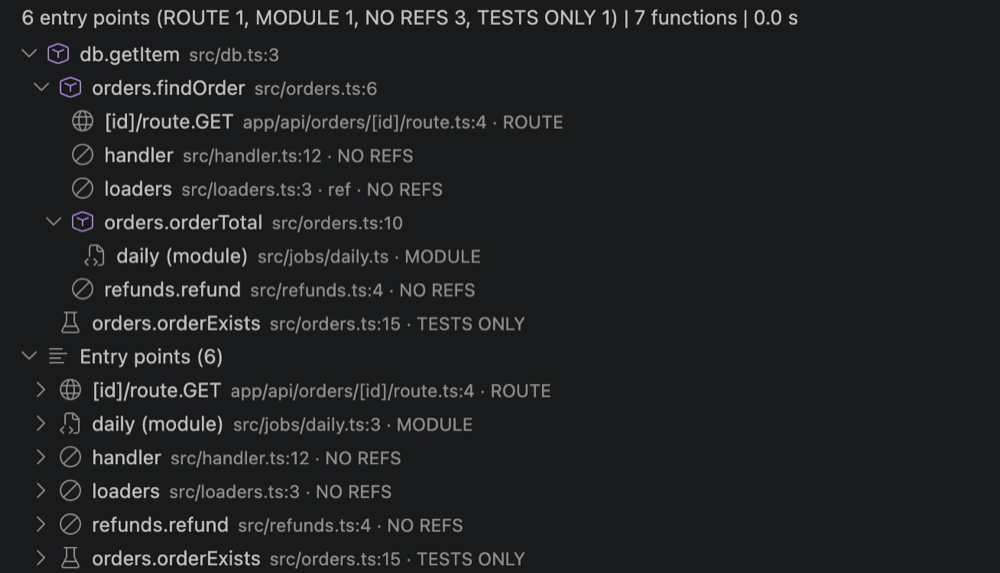 6 entry points (ROUTE 1, MODULE 1, NO REFS 3, TESTS ONLY 1) | 7 functions | 0.0 s
db.getItem src/db.ts:3
orders.findOrder src/orders.ts:6
[id]/route.GET app/api/orders/[id]/route.ts:4 · ROUTE
handler src/handler.ts:12 · NO REFS
loaders src/loaders.ts:3 · ref · NO REFS
orders.orderTotal src/orders.ts:10
daily (module) src/jobs/daily.ts · MODULE
refunds.refund src/refunds.ts:4 · NO REFS
orders.orderExists src/orders.ts:15 · TESTS ONLY
Entry points (6)
[id]/route.GET app/api/orders/[id]/route.ts:4 · ROUTE
daily (module) src/jobs/daily.ts:3 · MODULE
handler src/handler.ts:12 · NO REFS
loaders src/loaders.ts:3 · NO REFS
refunds.refund src/refunds.ts:4 · NO REFS
orders.orderExists src/orders.ts:15 · TESTS ONLY